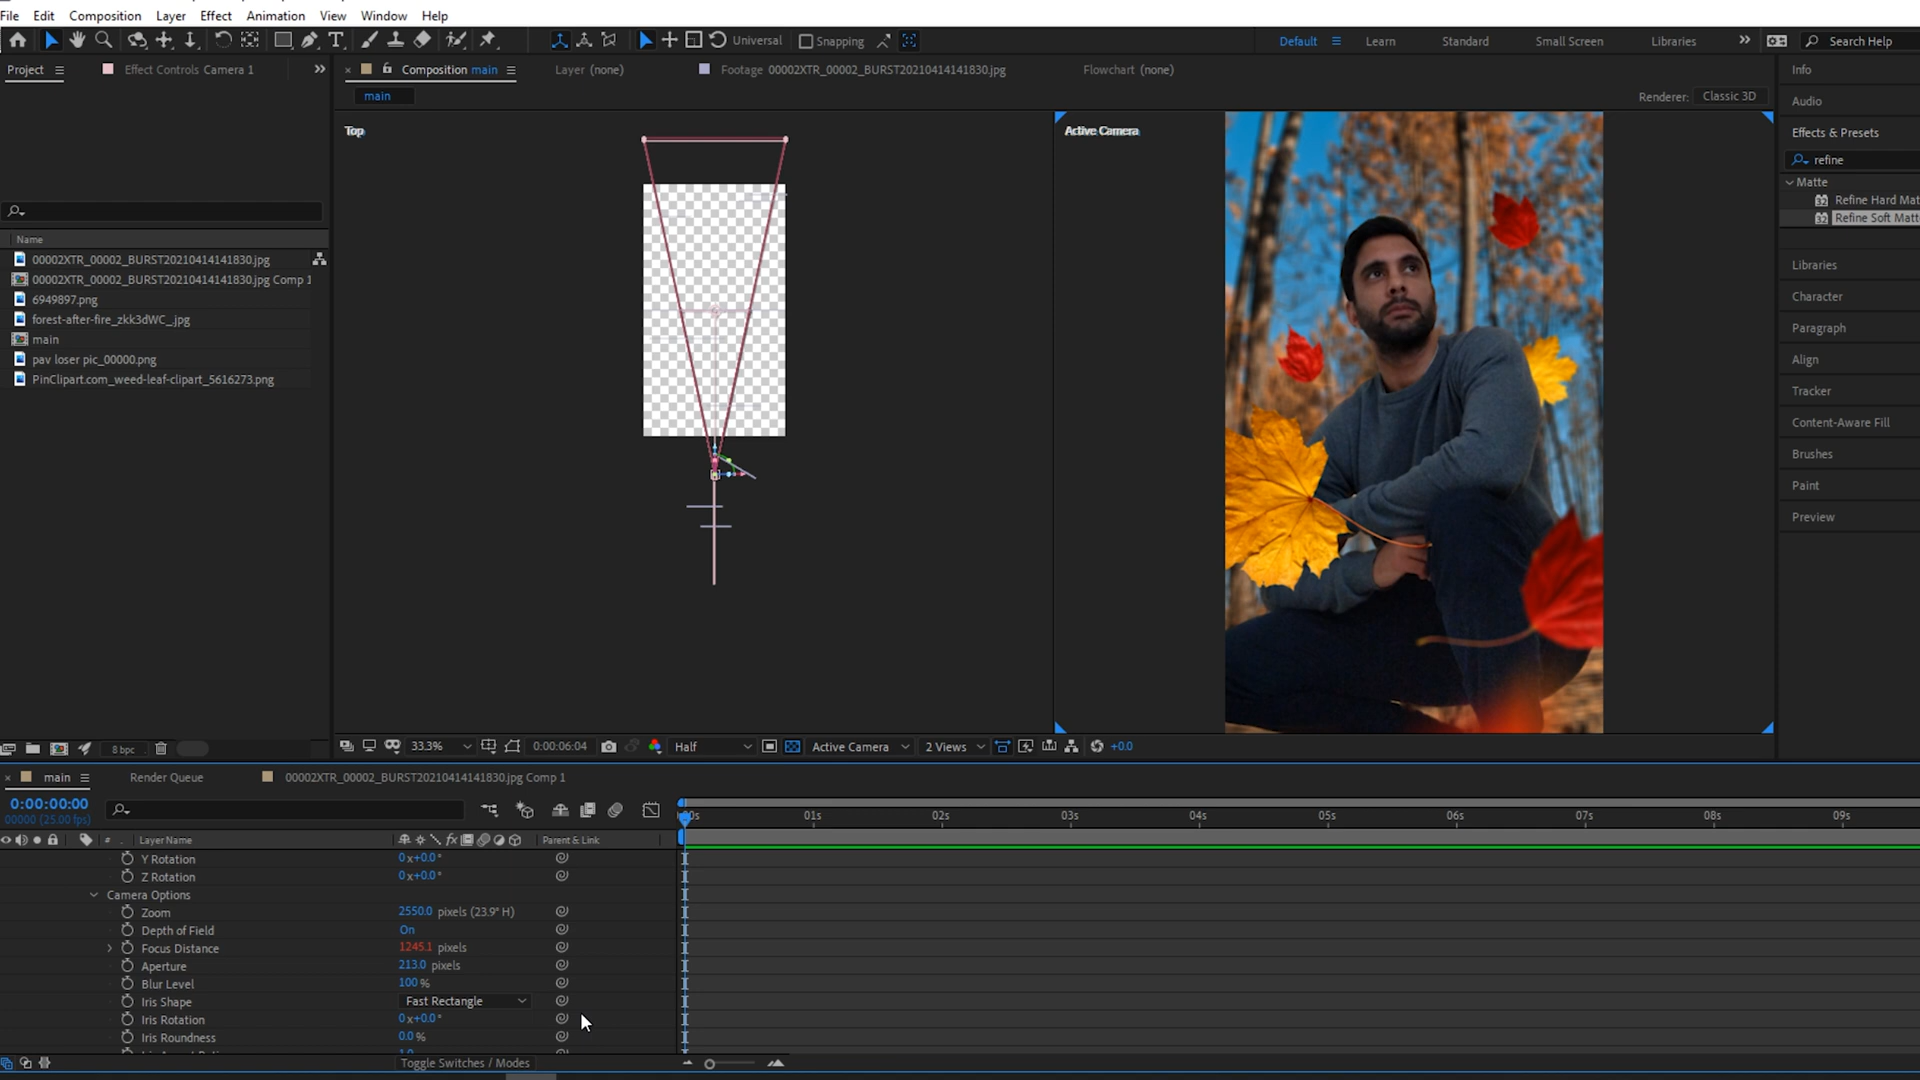 File Edit Composition Layer Effect Animation View Window Help
Universal Snapping Default Learn Standard Small Screen Libraries Search Help
Project Effect Controls Camera 1 Composition main Layer (none) Footage 00002XTR_00002_BURST20210414141830.jpg Flowchart (none) Info
main Renderer: Classic 3D
Audio
Top Active Camera Effects & Presets
refine
Matte
Refine Hard Mat
Refine Soft Matt
Name
00002XTR_00002_BURST20210414141830.jpg
00002XTR_00002_BURST20210414141830.jpg Comp 1
6949897.png
forest-after-fire_zkk3dWC_.jpg
main
pav loser pic_00000.png
PinClipart.com_weed-leaf-clipart_5616273.png
Libraries
Character
Paragraph
Align
Tracker
Content-Aware Fill
Brushes
Paint
Preview
8 bpc 33.3% 0:00:06:04 Half Active Camera 2 Views +0.0
main Render Queue 00002XTR_00002_BURST20210414141830.jpg Comp 1
0:00:00:00
00000 (25.00 fps)
01s 02s 03s 04s 05s 06s 07s 08s 09s
# Layer Name fx Parent & Link
Y Rotation 0x+0.0°
Z Rotation 0x+0.0°
Camera Options
Zoom 2550.0 pixels (23.9° H)
Depth of Field On
Focus Distance 1245.1 pixels
Aperture 213.0 pixels
Blur Level 100 %
Iris Shape Fast Rectangle
Iris Rotation 0x+0.0°
Iris Roundness 0.0 %
Toggle Switches / Modes